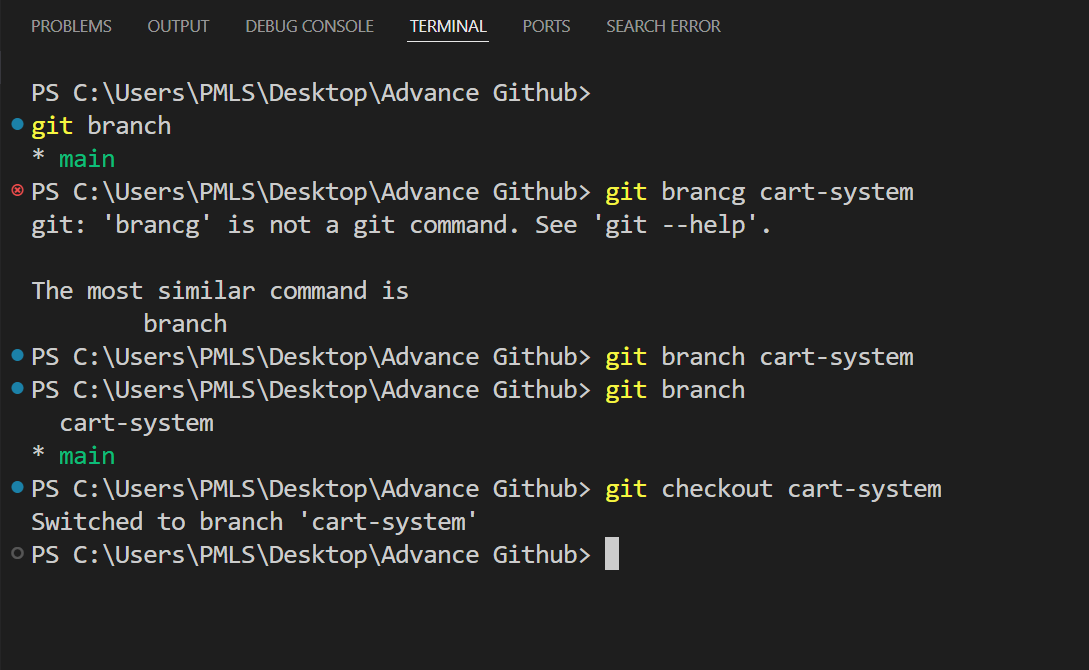 PROBLEMS OUTPUT DEBUG CONSOLE TERMINAL PORTS SEARCH ERROR
PS C:\Users\PMLS\Desktop\Advance Github>
git branch
* main
PS C:\Users\PMLS\Desktop\Advance Github> git brancg cart-system
git: 'brancg' is not a git command. See 'git --help'.
The most similar command is
        branch
PS C:\Users\PMLS\Desktop\Advance Github> git branch cart-system
PS C:\Users\PMLS\Desktop\Advance Github> git branch
  cart-system
* main
PS C:\Users\PMLS\Desktop\Advance Github> git checkout cart-system
Switched to branch 'cart-system'
PS C:\Users\PMLS\Desktop\Advance Github>